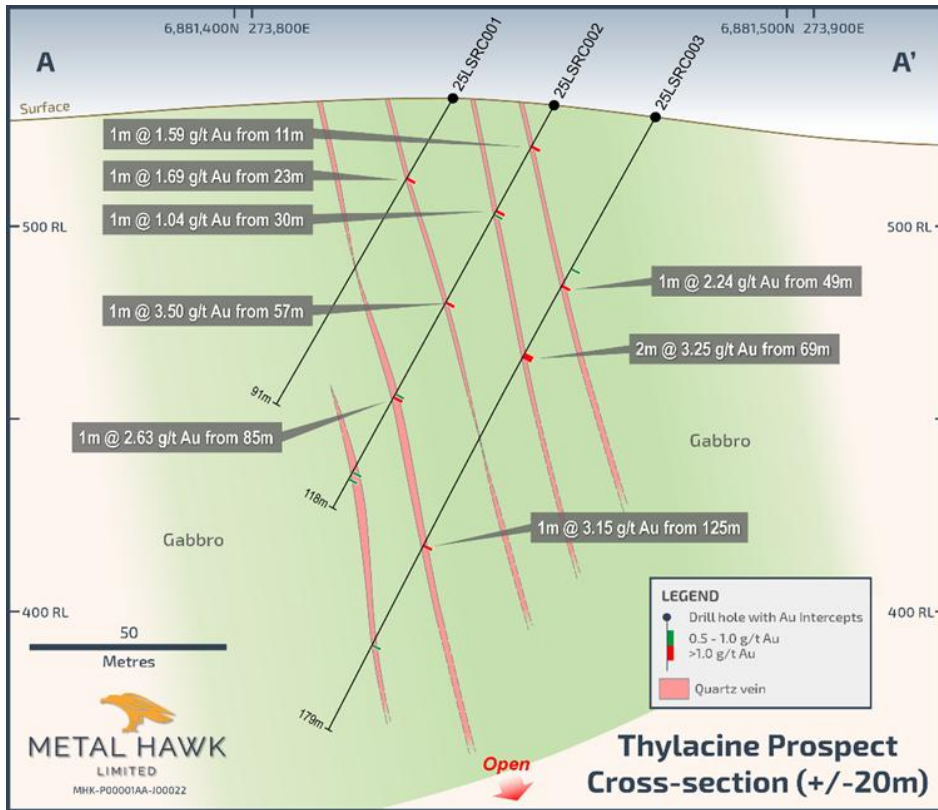 6,881,400N 273,800E
6,881,500N 273,900E
A
A'
25LSRC001
25LSRC002
25LSRC003
Surface
1m @ 1.59 g/t Au from 11m
1m @ 1.69 g/t Au from 23m
1m @ 1.04 g/t Au from 30m
500 RL
500 RL
1m @ 2.24 g/t Au from 49m
1m @ 3.50 g/t Au from 57m
2m @ 3.25 g/t Au from 69m
91m
1m @ 2.63 g/t Au from 85m
Gabbro
118m
1m @ 3.15 g/t Au from 125m
Gabbro
400 RL
400 RL
LEGEND
Drill hole with Au Intercepts
0.5 - 1.0 g/t Au
>1.0 g/t Au
Quartz vein
50
Metres
179m
METAL HAWK
LIMITED
MHK-P00001AA-J00022
Open
Thylacine Prospect
Cross-section (+/-20m)